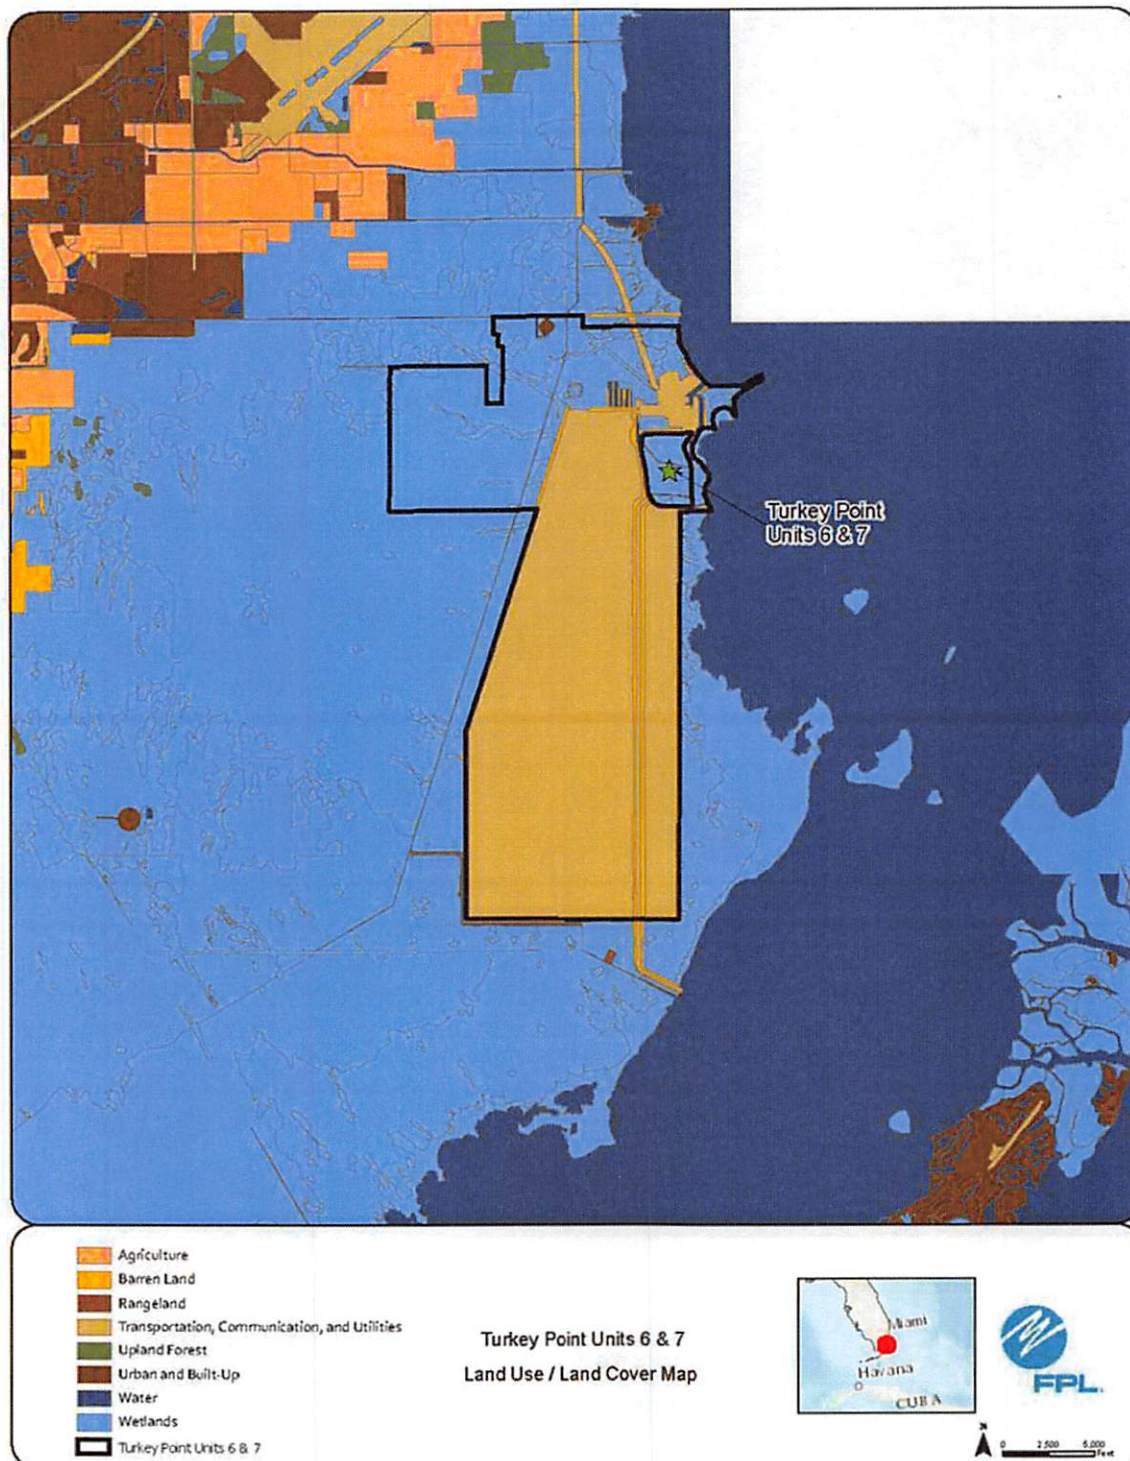 Turkey Point
Units 6 & 7
Agriculture
Barren Land
Rangeland
Transportation, Communication, and Utilities
Upland Forest
Urban and Built-Up
Water
Wetlands
Turkey Point Units 6 & 7
Turkey Point Units 6 & 7
Land Use / Land Cover Map
Miami
Havana
CUBA
FPL
N
0 2,500 5,000
Feet